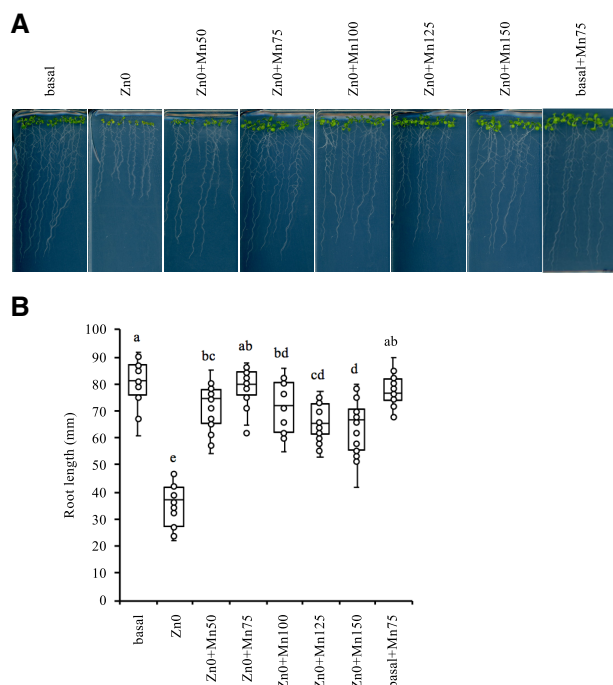 A
basal
Zn0
Zn0+Mn50
Zn0+Mn75
Zn0+Mn100
Zn0+Mn125
Zn0+Mn150
basal+Mn75
B
Root length (mm)
100
90
80
70
60
50
40
30
20
10
0
a
e
bc
ab
bd
cd
d
ab
basal
Zn0
Zn0+Mn50
Zn0+Mn75
Zn0+Mn100
Zn0+Mn125
Zn0+Mn150
basal+Mn75